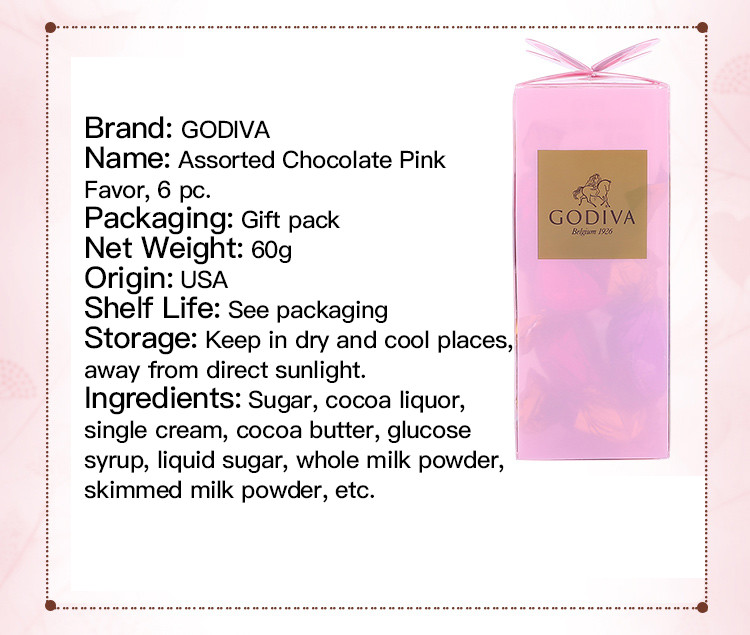 Brand: GODIVA
Name: Assorted Chocolate Pink
Favor, 6 pc.
Packaging: Gift pack
Net Weight: 60g
Origin: USA
Shelf Life: See packaging
Storage: Keep in dry and cool places,
away from direct sunlight.
Ingredients: Sugar, cocoa liquor,
single cream, cocoa butter, glucose
syrup, liquid sugar, whole milk powder,
skimmed milk powder, etc.
GODIVA
Belgium 1926